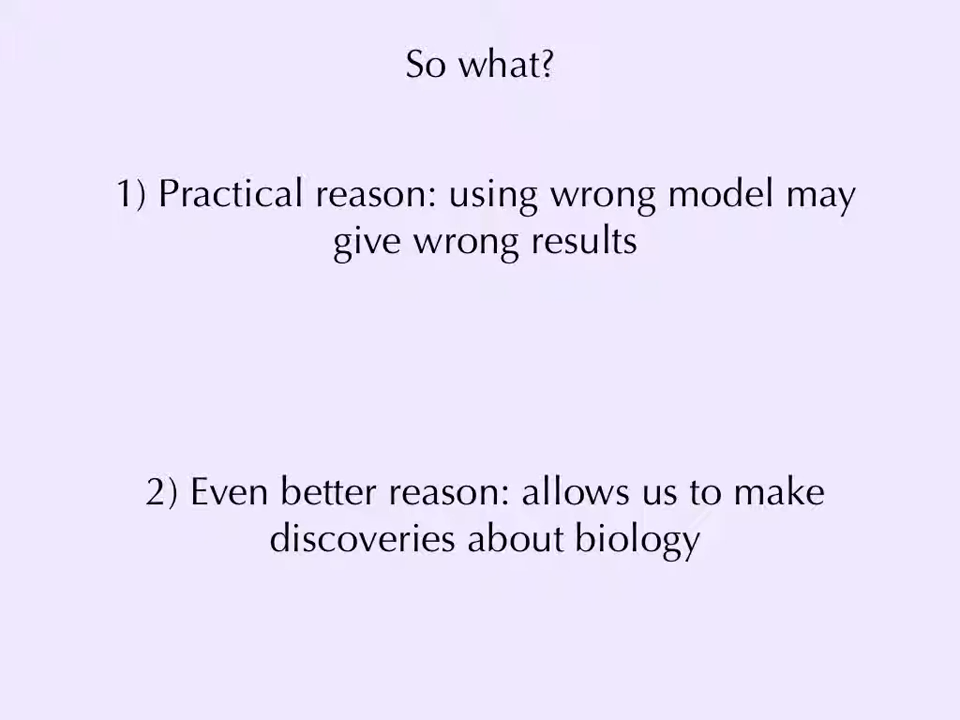 So what?
1) Practical reason: using wrong model may
give wrong results
2) Even better reason: allows us to make
discoveries about biology